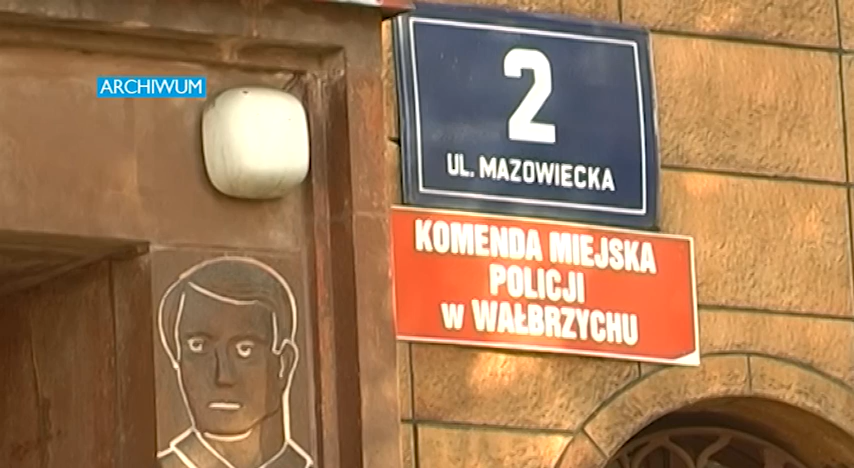 ARCHIWUM
2
UL. MAZOWIECKA
KOMENDA MIEJSKA
POLICJI
w WAŁBRZYCHU